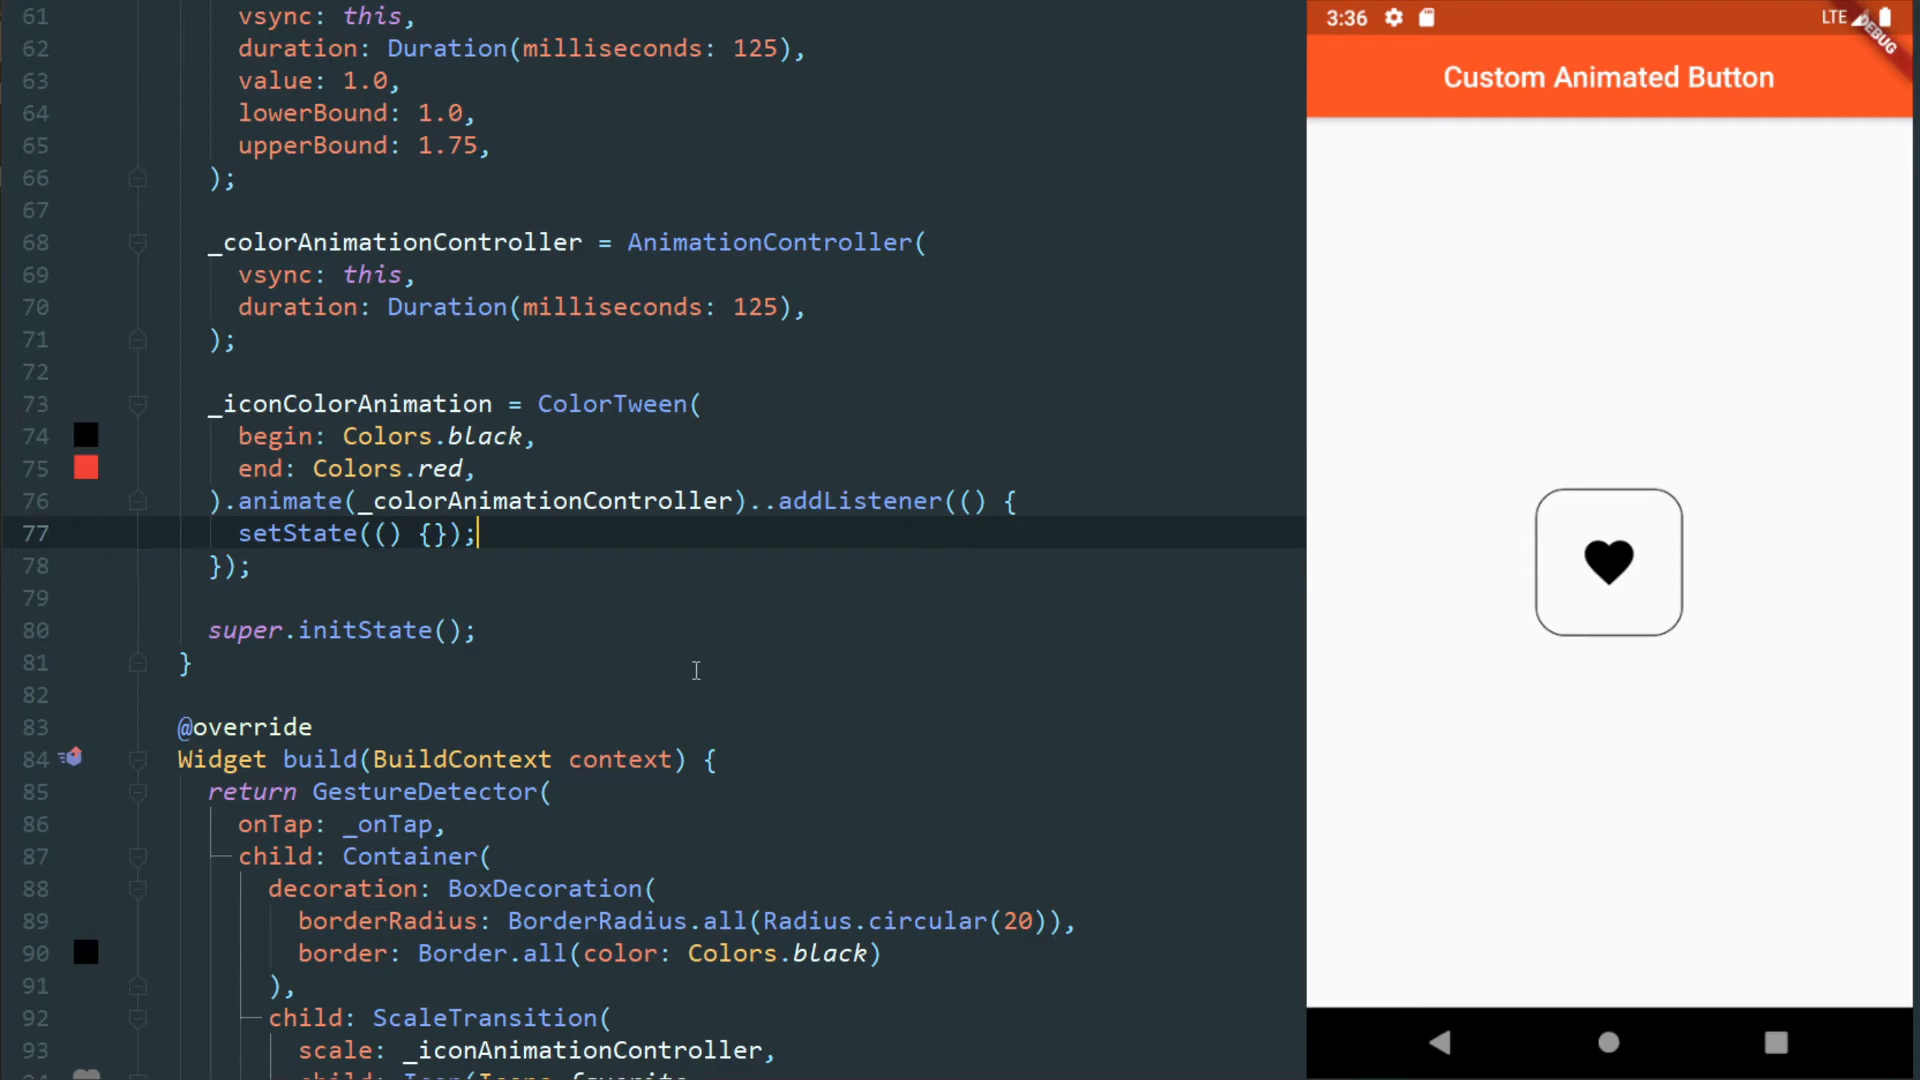 61 vsync: this,
62 duration: Duration(milliseconds: 125),
63 value: 1.0,
64 lowerBound: 1.0,
65 upperBound: 1.75,
66 );
67
68 _colorAnimationController = AnimationController(
69 vsync: this,
70 duration: Duration(milliseconds: 125),
71 );
72
73 _iconColorAnimation = ColorTween(
74 begin: Colors.black,
75 end: Colors.red,
76 ).animate(_colorAnimationController)..addListener(() {
77 setState(() {});
78 });
79
80 super.initState();
81 }
82
83 @override
84 Widget build(BuildContext context) {
85 return GestureDetector(
86 onTap: _onTap,
87 child: Container(
88 decoration: BoxDecoration(
89 borderRadius: BorderRadius.all(Radius.circular(20)),
90 border: Border.all(color: Colors.black)
91 ),
92 child: ScaleTransition(
93 scale: _iconAnimationController,
3:36
LTE
DEBUG
Custom Animated Button